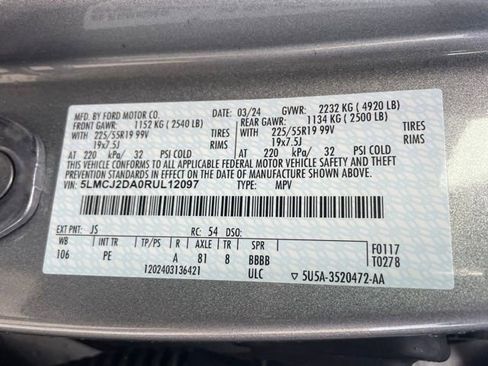 MFD. BY FORD MOTOR CO.
03/24 GVWR: 2232 KG ( 4920 LB)
FRONT GAWR: 1152 KG ( 2540 LB) REAR GAWR: 1134 KG ( 2500 LB)
WITH 225/55R19 99V TIRES WITH 225/55R19 99V TIRES
19x7.5J RIMS 19x7.5J RIMS
AT 220 kPa/ 32 PSI COLD AT 220 kPa/ 32 PSI COLD
THIS VEHICLE CONFORMS TO ALL APPLICABLE FEDERAL MOTOR VEHICLE SAFETY AND THEFT
PREVENTION STANDARDS IN EFFECT ON THE DATE OF MANUFACTURE SHOWN ABOVE.
VIN: 5LMCJ2DA0RUL12097 TYPE: MPV
EXT PNT: JS RC: 54 DSO: F0117
WB INT TR TP/PS R AXLE TR SPR T0278
106 PE A 81 8 BBBB
1202403136421 ULC ▽ 5U5A-3520472-AA